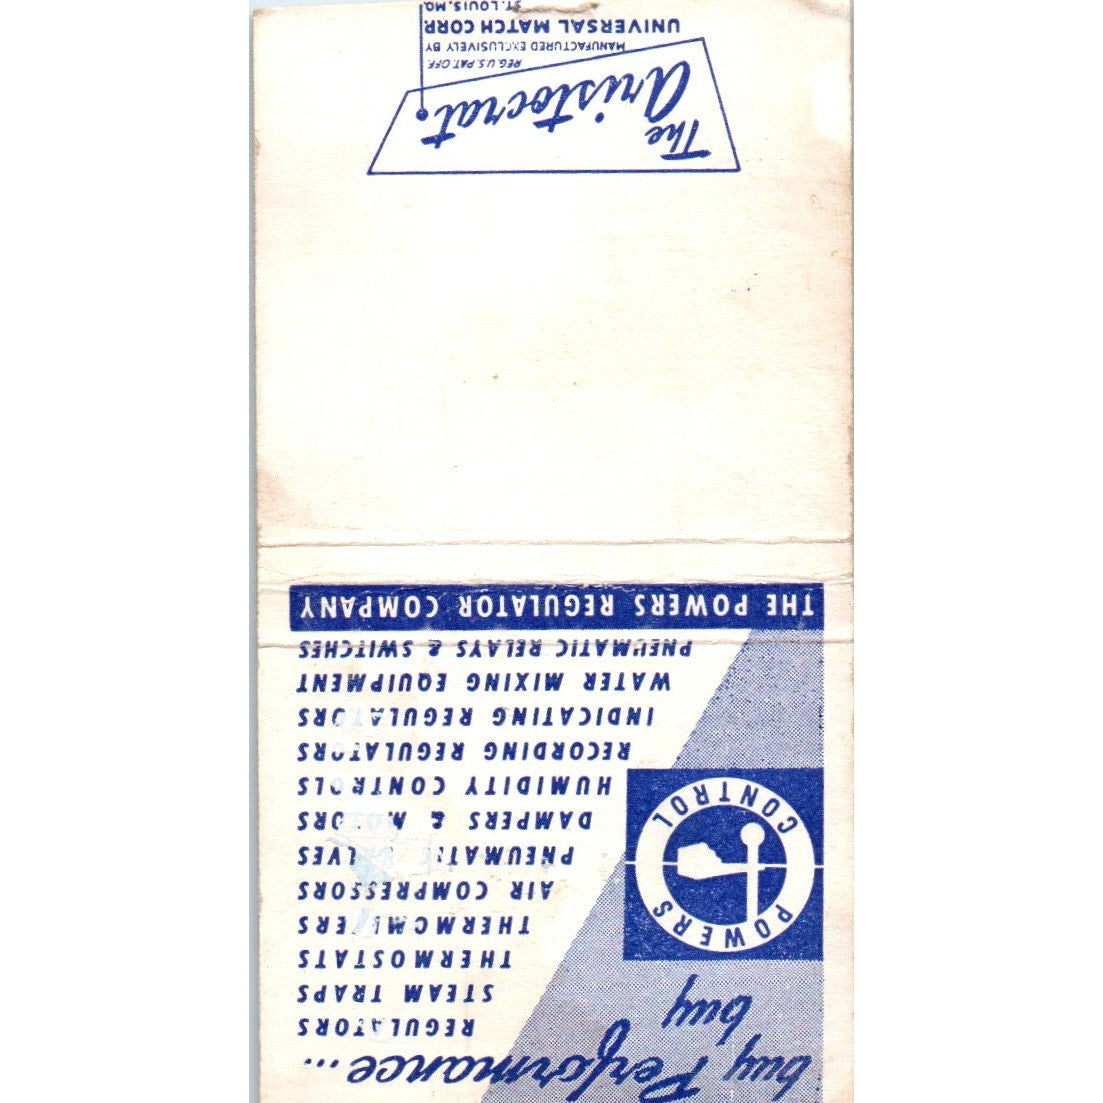 buy Performance...
buy
POWERS
CONTROL
REGULATORS
STEAM TRAPS
THERMOSTATS
THERMOMETERS
AIR COMPRESSORS
PNEUMATIC VALVES
DAMPERS & MOTORS
HUMIDITY CONTROLS
RECORDING REGULATORS
INDICATING REGULATORS
WATER MIXING EQUIPMENT
PNEUMATIC RELAYS & SWITCHES
THE POWERS REGULATOR COMPANY
The
Aristocrat
REG. U.S. PAT. OFF.
MANUFACTURED EXCLUSIVELY BY
UNIVERSAL MATCH CORP.
ST. LOUIS, MO.